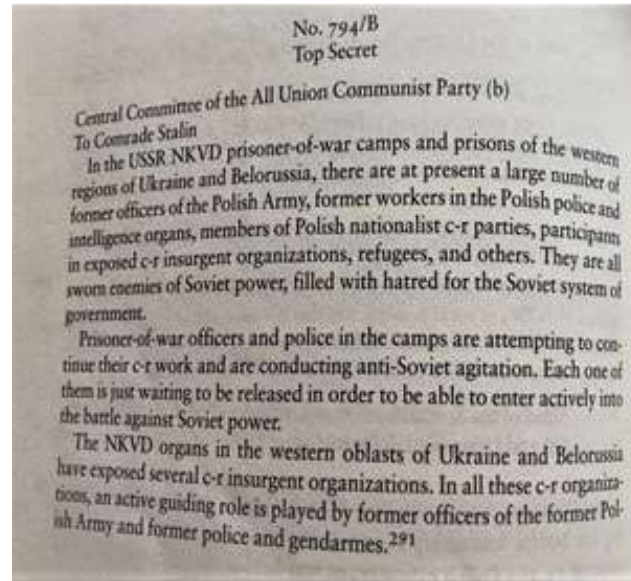 No. 794/B
Top Secret
Central Committee of the All Union Communist Party (b)
To Comrade Stalin
In the USSR NKVD prisoner-of-war camps and prisons of the western
regions of Ukraine and Belorussia, there are at present a large number of
former officers of the Polish Army, former workers in the Polish police and
intelligence organs, members of Polish nationalist c-r parties, participants
in exposed c-r insurgent organizations, refugees, and others. They are all
sworn enemies of Soviet power, filled with hatred for the Soviet system of
government.
Prisoner-of-war officers and police in the camps are attempting to con-
tinue their c-r work and are conducting anti-Soviet agitation. Each one of
them is just waiting to be released in order to be able to enter actively into
the battle against Soviet power.
The NKVD organs in the western oblasts of Ukraine and Belorussia
have exposed several c-r insurgent organizations. In all these c-r organiza-
tions, an active guiding role is played by former officers of the former Pol-
ish Army and former police and gendarmes.291